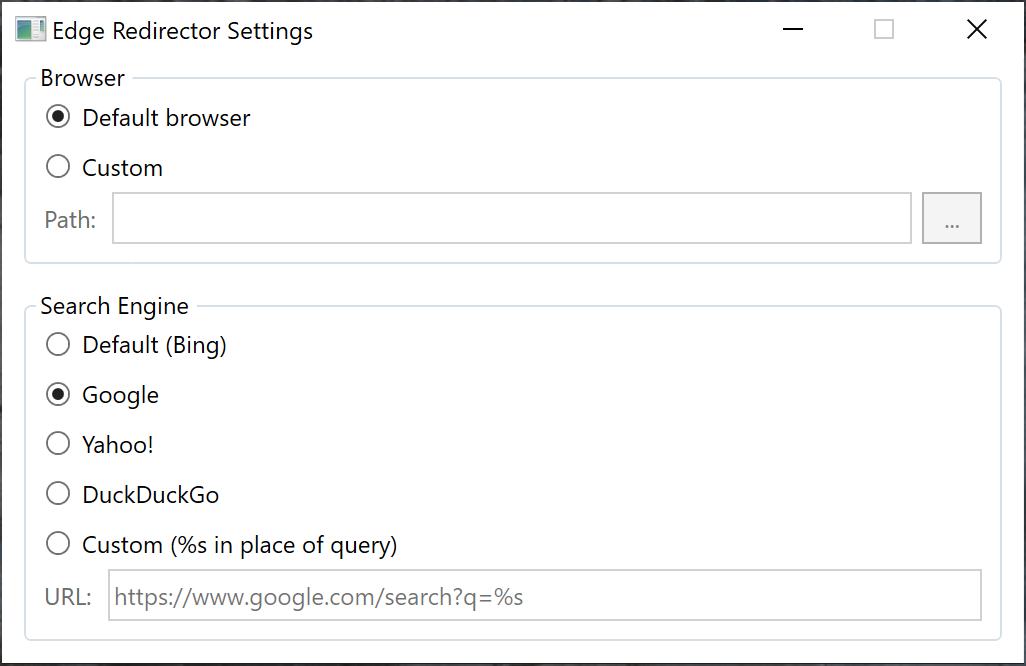 Edge Redirector Settings
Browser
Default browser
Custom
Path:
...
Search Engine
Default (Bing)
Google
Yahoo!
DuckDuckGo
Custom (%s in place of query)
URL: https://www.google.com/search?q=%s